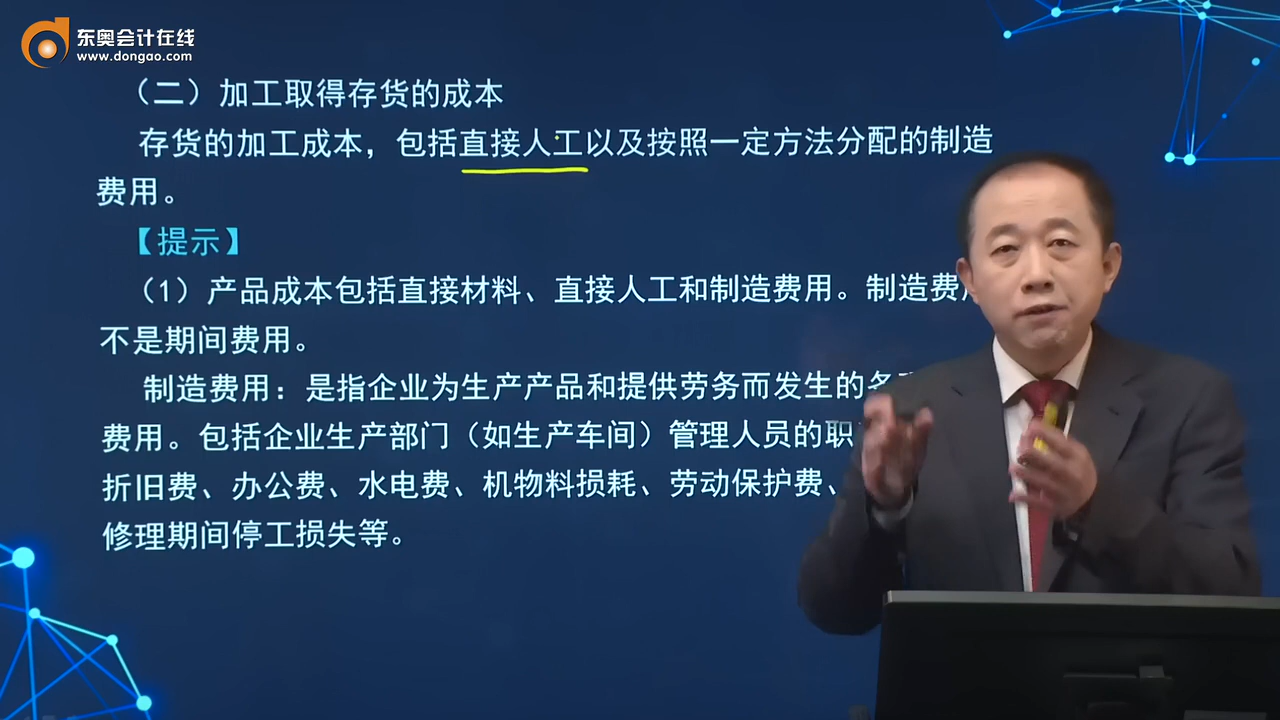 东奥会计在线
www.dongao.com
（二）加工取得存货的成本
存货的加工成本，包括直接人工以及按照一定方法分配的制造
费用。
【提示】
（1）产品成本包括直接材料、直接人工和制造费用。制造费
不是期间费用。
制造费用：是指企业为生产产品和提供劳务而发生的各
费用。包括企业生产部门（如生产车间）管理人员的职
折旧费、办公费、水电费、机物料损耗、劳动保护费、
修理期间停工损失等。